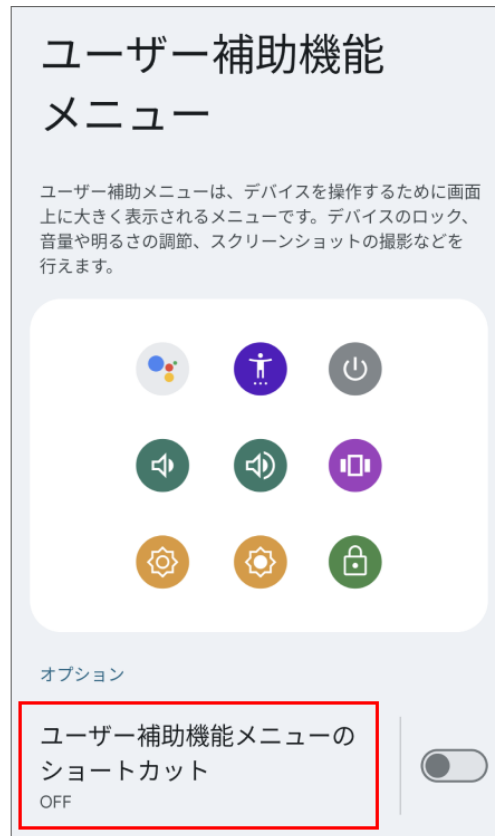 ユーザー補助機能
メニュー
ユーザー補助メニューは、デバイスを操作するために画面
上に大きく表示されるメニューです。デバイスのロック、
音量や明るさの調節、スクリーンショットの撮影などを
行えます。
オプション
ユーザー補助機能メニューの
ショートカット
OFF